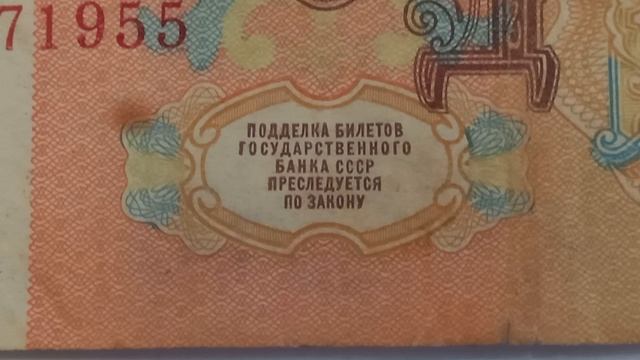 71955
Д
ПОДДЕЛКА БИЛЕТОВ
ГОСУДАРСТВЕННОГО
БАНКА СССР
ПРЕСЛЕДУЕТСЯ
ПО ЗАКОНУ